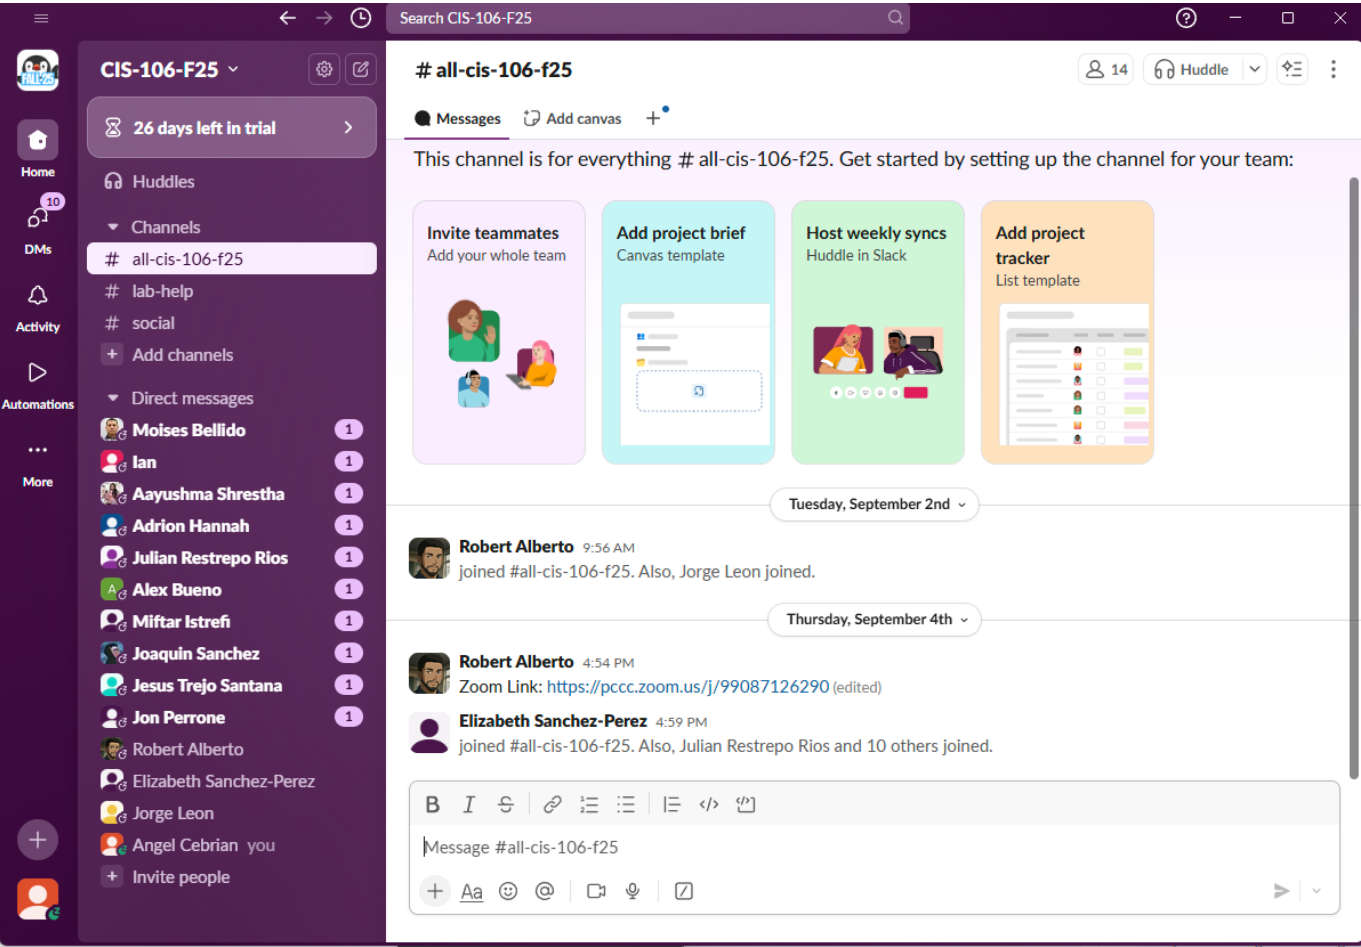 Search CIS-106-F25
FALL-25
CIS-106-F25
26 days left in trial
Home
10
DMs
Activity
Automations
More
Huddles
Channels
# all-cis-106-f25
# lab-help
# social
+ Add channels
Direct messages
Moises Bellido 1
Ian 1
Aayushma Shrestha 1
Adrion Hannah 1
Julian Restrepo Rios 1
A Alex Bueno 1
Miftar Istrefi 1
Joaquin Sanchez 1
Jesus Trejo Santana 1
Jon Perrone 1
Robert Alberto
Elizabeth Sanchez-Perez
Jorge Leon
Angel Cebrian you
+ Invite people
# all-cis-106-f25
14
Huddle
Messages
Add canvas
+
This channel is for everything # all-cis-106-f25. Get started by setting up the channel for your team:
Invite teammates
Add your whole team
Add project brief
Canvas template
Host weekly syncs
Huddle in Slack
Add project
tracker
List template
Tuesday, September 2nd
Robert Alberto 9:56 AM
joined #all-cis-106-f25. Also, Jorge Leon joined.
Thursday, September 4th
Robert Alberto 4:54 PM
Zoom Link: https://pccc.zoom.us/j/99087126290 (edited)
Elizabeth Sanchez-Perez 4:59 PM
joined #all-cis-106-f25. Also, Julian Restrepo Rios and 10 others joined.
B I S
Message #all-cis-106-f25
+ Aa @